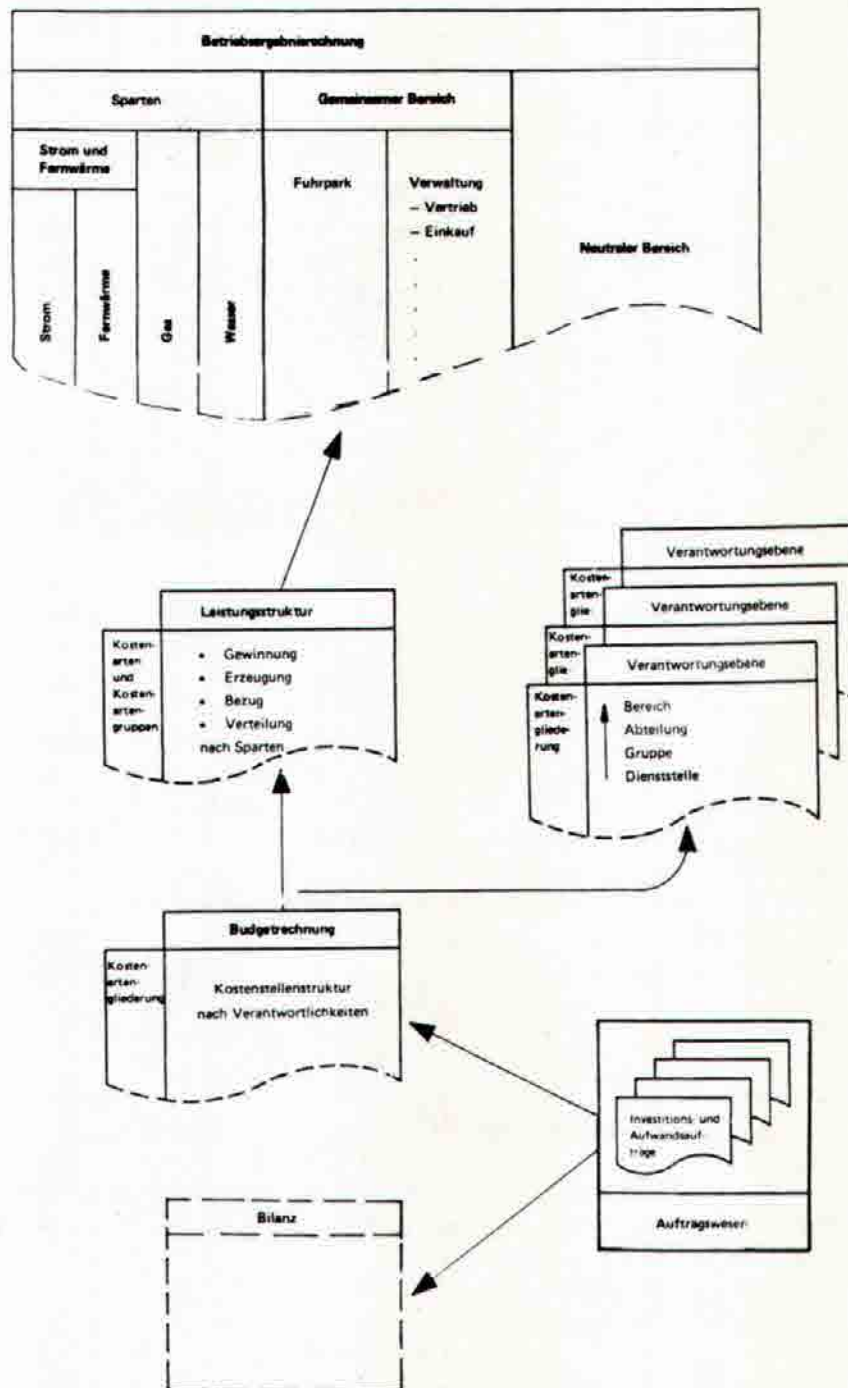 Betriebsergebnisrechnung
Sparten
Gemeinsamer Bereich
Strom und
Fernwärme
Strom
Fernwärme
Gas
Wasser
Fuhrpark
Verwaltung
– Vertrieb
– Einkauf
Neutraler Bereich
Verantwortungsebene
Kosten-
arten-
glie-
Verantwortungsebene
Kosten-
arten-
glie-
Verantwortungsebene
Kosten-
arten-
gliede-
rung
Bereich
Abteilung
Gruppe
Dienststelle
Leistungsstruktur
Kosten-
arten
und
Kosten-
arten-
gruppen
• Gewinnung
• Erzeugung
• Bezug
• Verteilung
nach Sparten
Budgetrechnung
Kosten-
arten-
gliederung
Kostenstellenstruktur
nach Verantwortlichkeiten
Investitions- und
Aufwandsauf-
träge
Auftragswesen
Bilanz